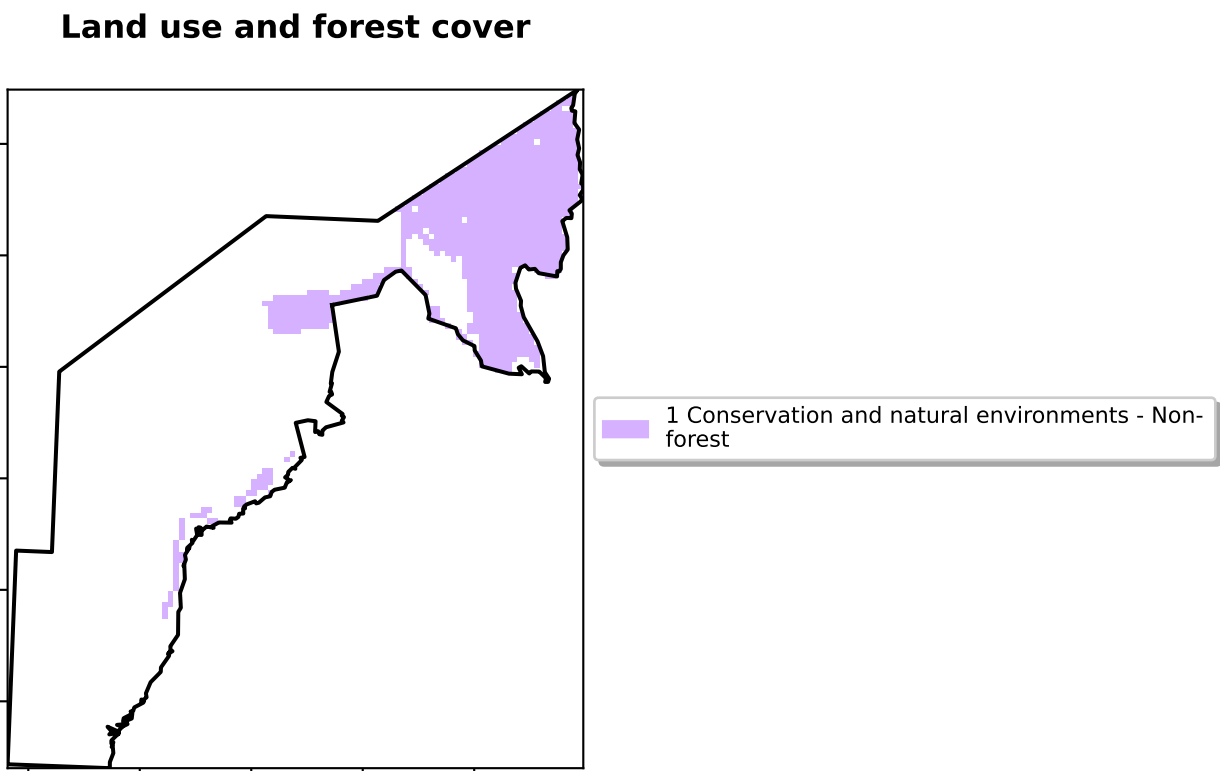 Land use and forest cover
1 Conservation and natural environments - Non-
forest